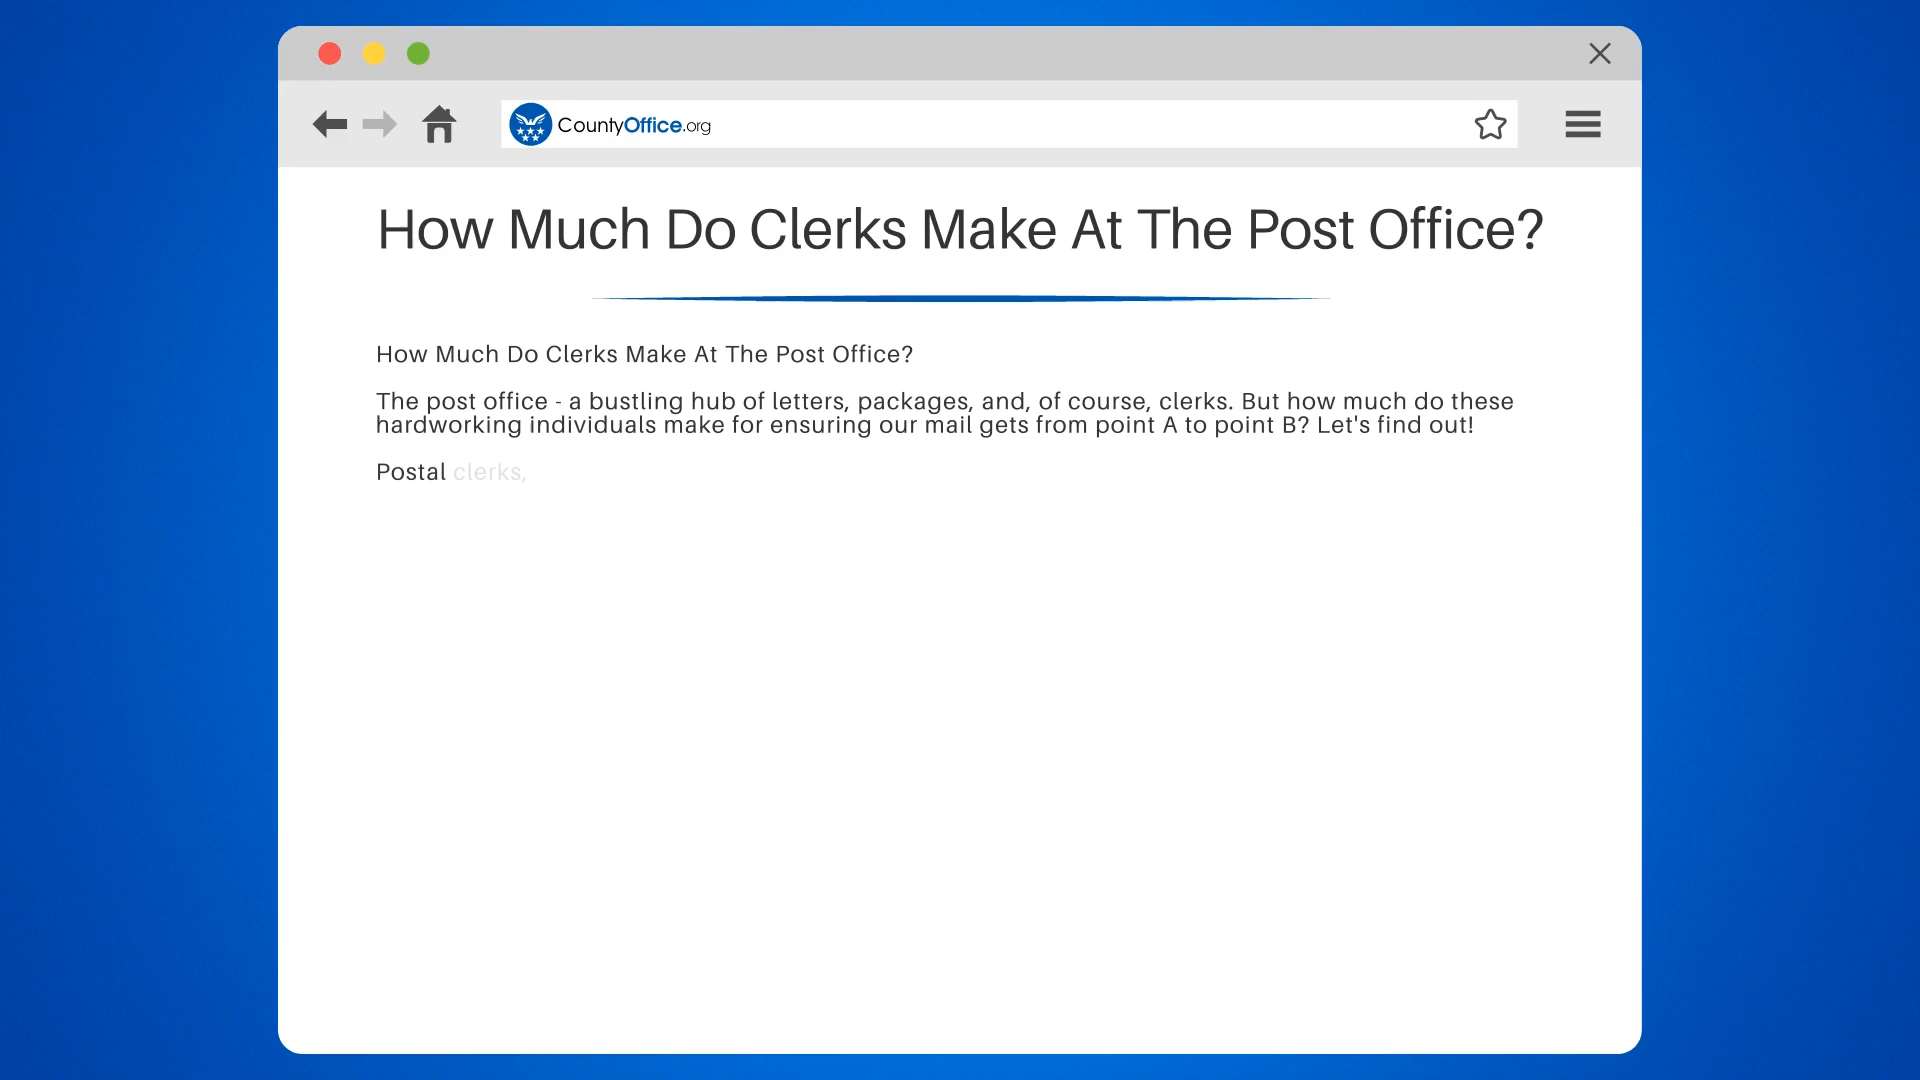 CountyOffice.org
How Much Do Clerks Make At The Post Office?
How Much Do Clerks Make At The Post Office?
The post office - a bustling hub of letters, packages, and, of course, clerks. But how much do these
hardworking individuals make for ensuring our mail gets from point A to point B? Let's find out!
Postal clerks,